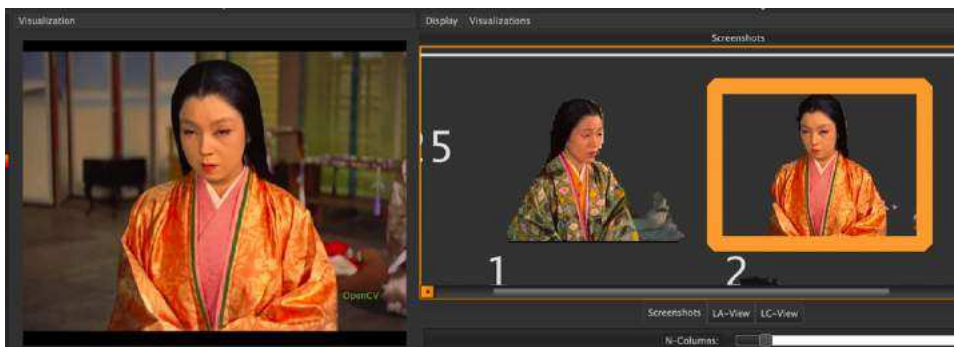 Visualization
OpenCV
Display Visualizations
Screenshots
25
1
2
Screenshots LA-View LC-View
N-Columns: